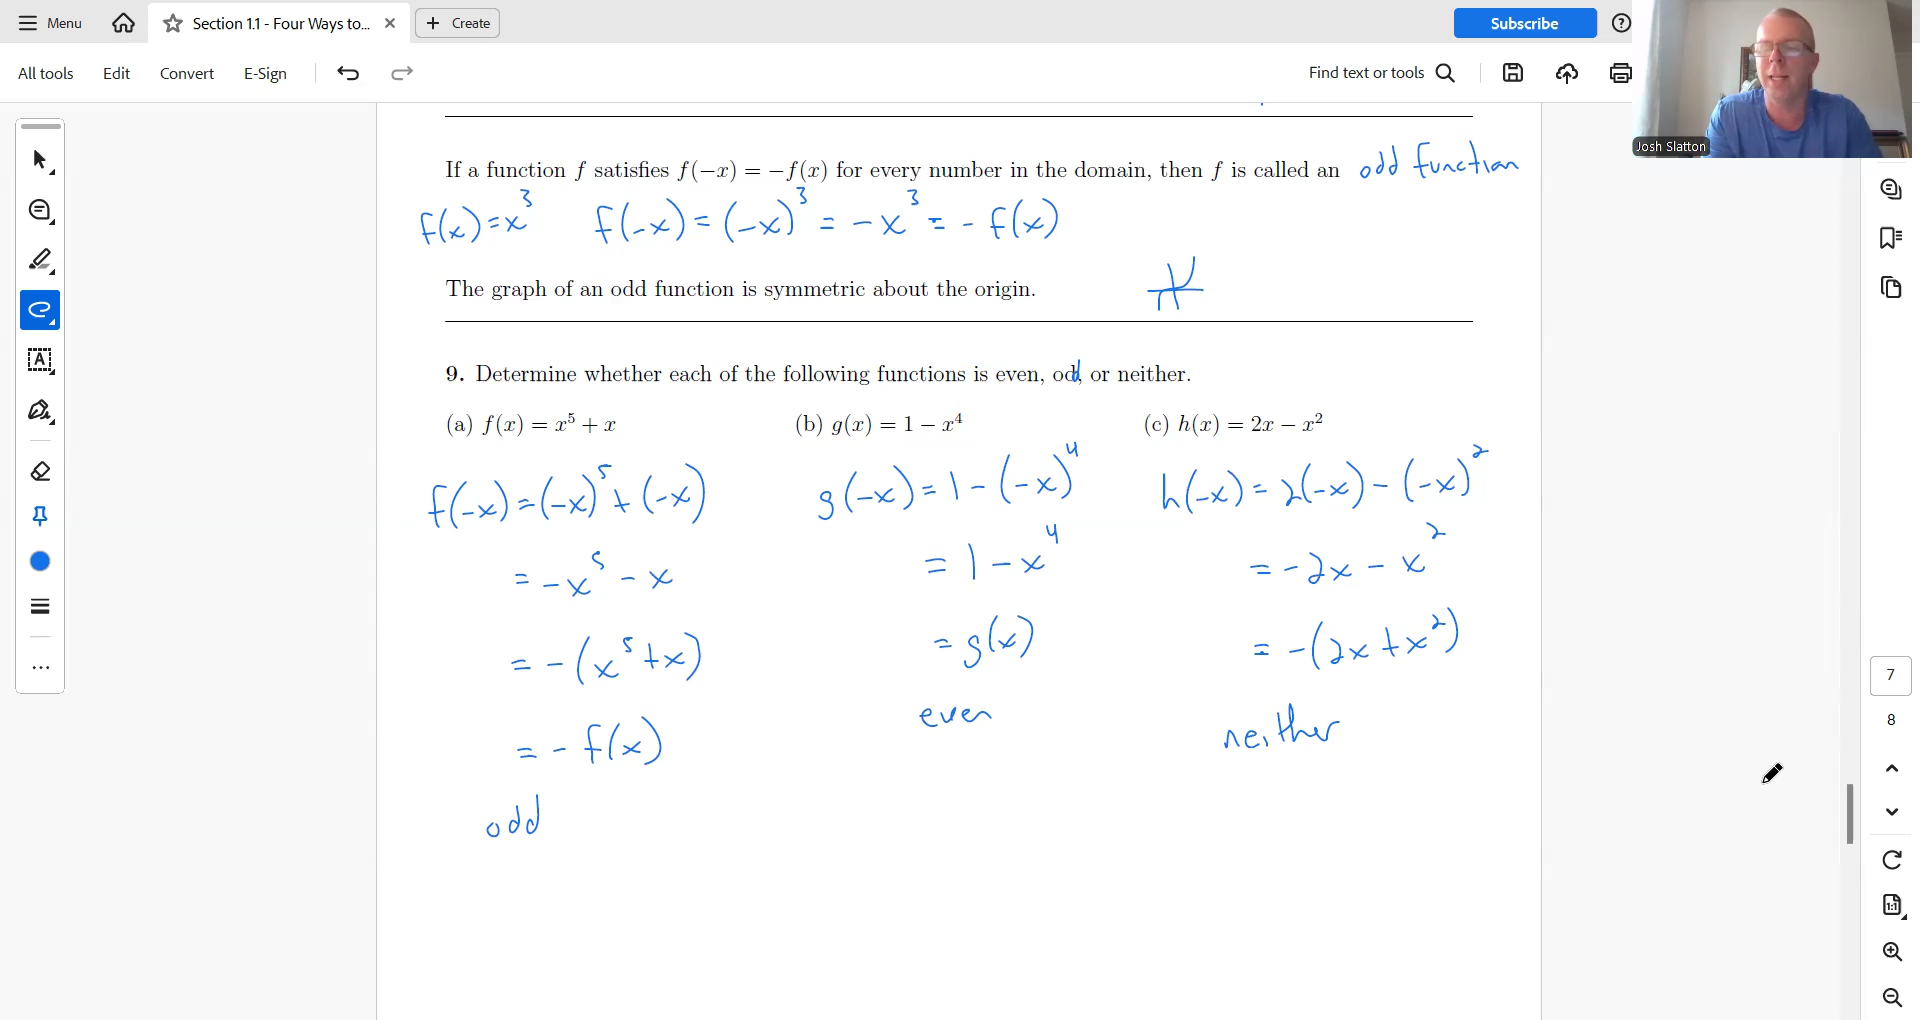 Menu
Section 1.1 - Four Ways to...
Create
Subscribe
All tools
Edit
Convert
E-Sign
Find text or tools
Josh Slatton
If a function f satisfies f(−x) = −f(x) for every number in the domain, then f is called an odd function
f(x)=x³ f(-x) = (-x)³ = -x³ = - f(x)
The graph of an odd function is symmetric about the origin.
9. Determine whether each of the following functions is even, odd, or neither.
(a) f(x) = x⁵ + x
(b) g(x) = 1 − x⁴
(c) h(x) = 2x − x²
f(-x) = (-x)⁵ + (-x)
= -x⁵ - x
= -(x⁵ + x)
= - f(x)
odd
g(-x) = 1 - (-x)⁴
= 1 - x⁴
= g(x)
even
h(-x) = 2(-x) - (-x)²
= -2x - x²
= -(2x + x²)
neither
7
8
1:1